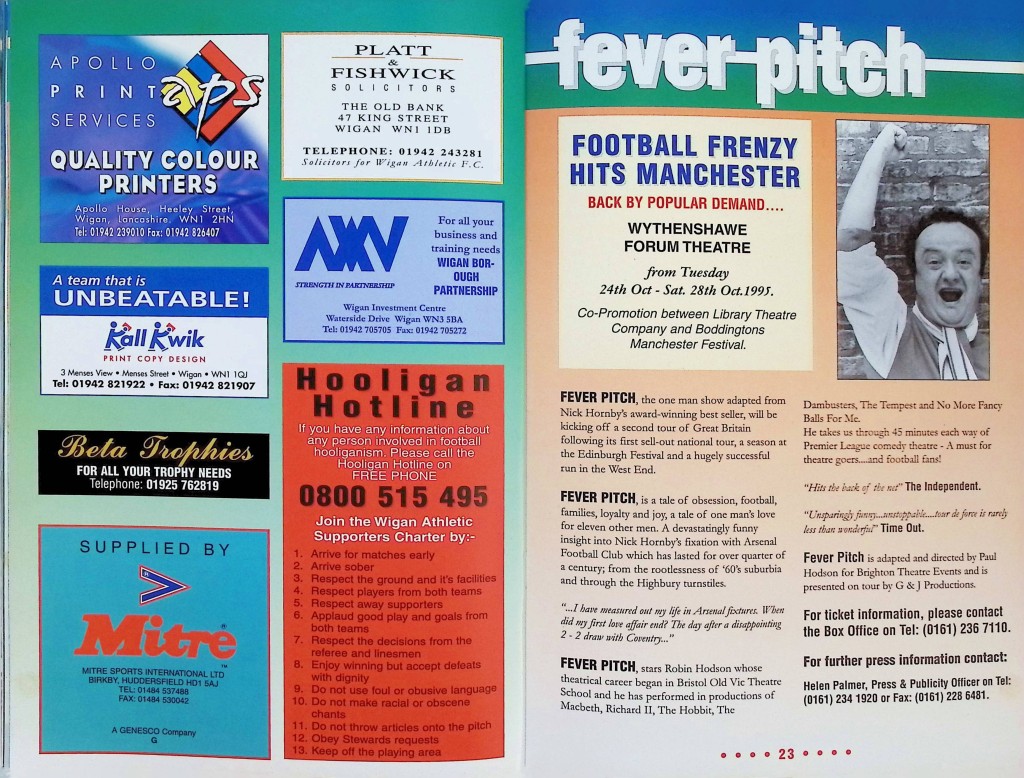 APOLLO
PRINT
SERVICES
aps
QUALITY COLOUR
PRINTERS
Apollo House, Heeley Street,
Wigan, Lancashire. WN1 2HN
Tel: 01942 239010 Fax: 01942 826407
A team that is
UNBEATABLE!
Kall Kwik
PRINT COPY DESIGN
3 Menses View • Menses Street • Wigan • WN1 1QJ
Tel: 01942 821922 • Fax: 01942 821907
Beta Trophies
FOR ALL YOUR TROPHY NEEDS
Telephone: 01925 762819
SUPPLIED BY
Mitre
MITRE SPORTS INTERNATIONAL LTD
BIRKBY, HUDDERSFIELD HD1 5AJ
TEL: 01484 537488
FAX: 01484 530042
A GENESCO Company
G
PLATT
&
FISHWICK
SOLICITORS
THE OLD BANK
47 KING STREET
WIGAN WN1 1DB
TELEPHONE: 01942 243281
Solicitors for Wigan Athletic F.C.
STRENGTH IN PARTNERSHIP
For all your
business and
training needs
WIGAN BOR-
OUGH
PARTNERSHIP
Wigan Investment Centre
Waterside Drive Wigan WN3 5BA
Tel: 01942 705705 Fax: 01942 705272
Hooligan
Hotline
If you have any information about
any person involved in football
hooliganism. Please call the
Hooligan Hotline on
FREE PHONE
0800 515 495
Join the Wigan Athletic
Supporters Charter by:-
1. Arrive for matches early
2. Arrive sober
3. Respect the ground and it's facilities
4. Respect players from both teams
5. Respect away supporters
6. Applaud good play and goals from
both teams
7. Respect the decisions from the
referee and linesmen
8. Enjoy winning but accept defeats
with dignity
9. Do not use foul or obusive language
10. Do not make racial or obscene
chants
11. Do not throw articles onto the pitch
12. Obey Stewards requests
13. Keep off the playing area
fever pitch
FOOTBALL FRENZY
HITS MANCHESTER
BACK BY POPULAR DEMAND....
WYTHENSHAWE
FORUM THEATRE
from Tuesday
24th Oct - Sat. 28th Oct.1995.
Co-Promotion between Library Theatre
Company and Boddingtons
Manchester Festival.
FEVER PITCH, the one man show adapted from
Nick Hornby's award-winning best seller, will be
kicking off a second tour of Great Britain
following its first sell-out national tour, a season at
the Edinburgh Festival and a hugely successful
run in the West End.
FEVER PITCH, is a tale of obsession, football,
families, loyalty and joy, a tale of one man's love
for eleven other men. A devastatingly funny
insight into Nick Hornby's fixation with Arsenal
Football Club which has lasted for over quarter of
a century; from the rootlessness of '60's suburbia
and through the Highbury turnstiles.
"...I have measured out my life in Arsenal fixtures. When
did my first love affair end? The day after a disappointing
2 - 2 draw with Coventry..."
FEVER PITCH, stars Robin Hodson whose
theatrical career began in Bristol Old Vic Theatre
School and he has performed in productions of
Macbeth, Richard II, The Hobbit, The
Dambusters, The Tempest and No More Fancy
Balls For Me.
He takes us through 45 minutes each way of
Premier League comedy theatre - A must for
theatre goers....and football fans!
"Hits the back of the net" The Independent.
"Unsparingly funny...unstoppable....tour de force is rarely
less than wonderful" Time Out.
Fever Pitch is adapted and directed by Paul
Hodson for Brighton Theatre Events and is
presented on tour by G & J Productions.
For ticket information, please contact
the Box Office on Tel: (0161) 236 7110.
For further press information contact:
Helen Palmer, Press & Publicity Officer on Tel:
(0161) 234 1920 or Fax: (0161) 228 6481.
23